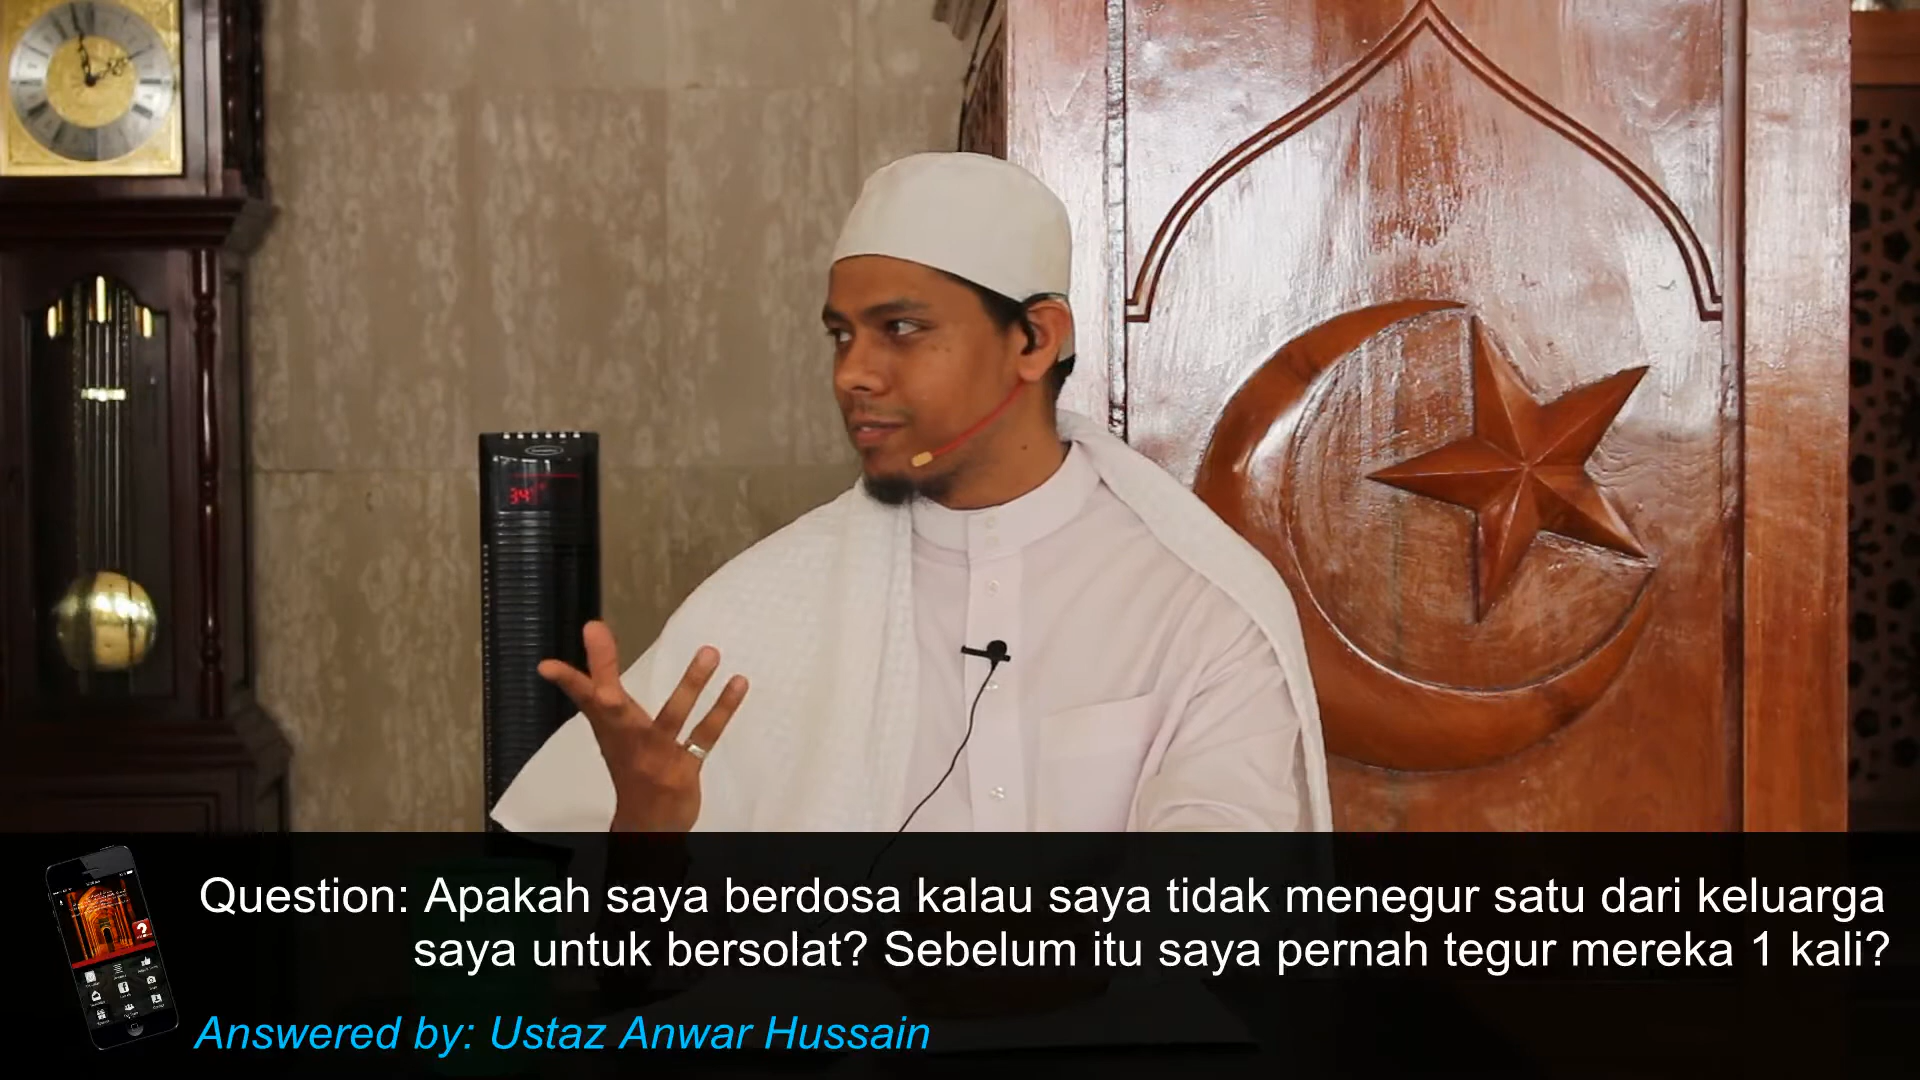 34°
Question: Apakah saya berdosa kalau saya tidak menegur satu dari keluarga
saya untuk bersolat? Sebelum itu saya pernah tegur mereka 1 kali?
Answered by: Ustaz Anwar Hussain